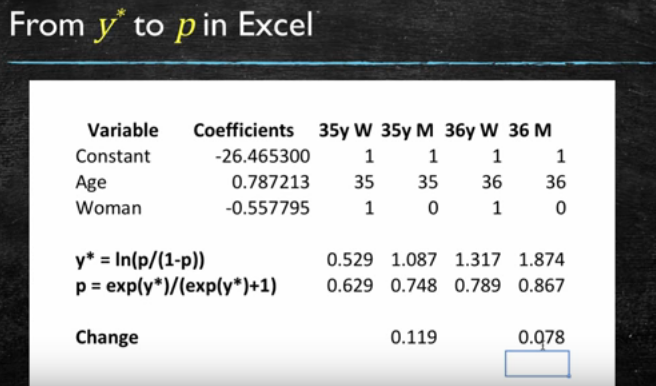 From y* to p in Excel
Variable Coefficients 35y W 35y M 36y W 36 M
Constant -26.465300 1 1 1 1
Age 0.787213 35 35 36 36
Woman -0.557795 1 0 1 0
y* = ln(p/(1-p)) 0.529 1.087 1.317 1.874
p = exp(y*)/(exp(y*)+1) 0.629 0.748 0.789 0.867
Change 0.119 0.078